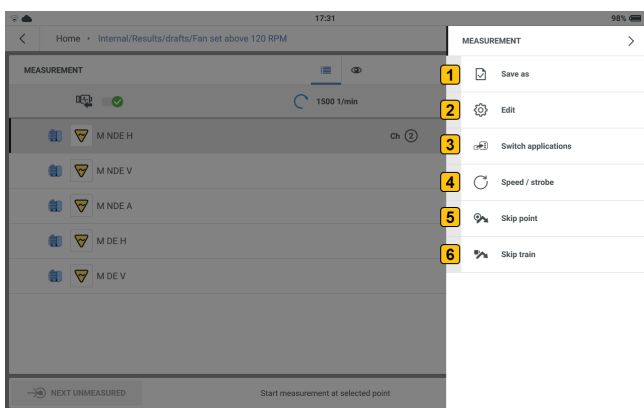 17:31
98%
Home • Internal/Results/drafts/Fan set above 120 RPM
MEASUREMENT
1500 1/min
M NDE H
Ch 2
M NDE V
M NDE A
M DE H
M DE V
NEXT UNMEASURED
Start measurement at selected point
MEASUREMENT
1 Save as
2 Edit
3 Switch applications
4 Speed / strobe
5 Skip point
6 Skip train